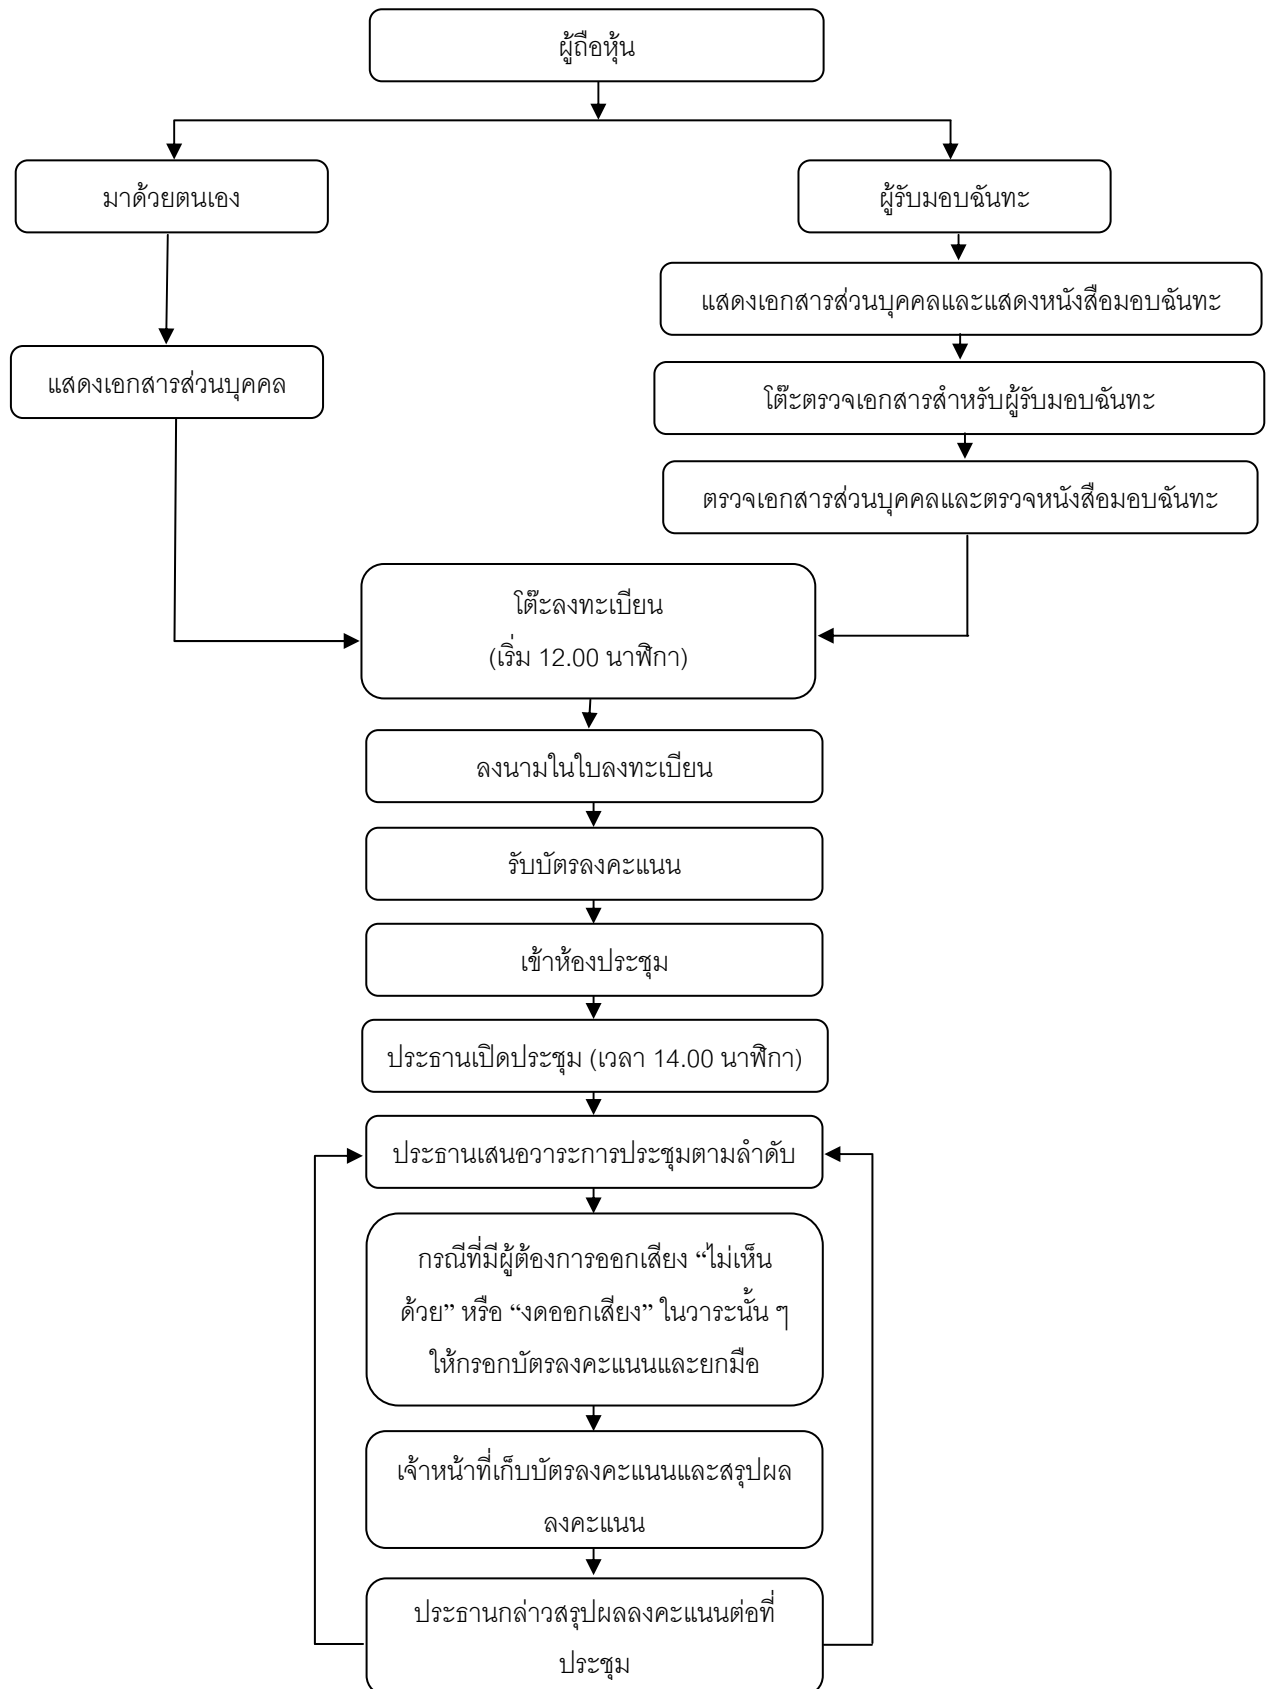 ผู้ถือหุ้น
มาด้วยตนเอง
ผู้รับมอบฉันทะ
แสดงเอกสารส่วนบุคคลและแสดงหนังสือมอบฉันทะ
แสดงเอกสารส่วนบุคคล
โต๊ะตรวจเอกสารสำหรับผู้รับมอบฉันทะ
ตรวจเอกสารส่วนบุคคลและตรวจหนังสือมอบฉันทะ
โต๊ะลงทะเบียน
(เริ่ม 12.00 นาฬิกา)
ลงนามในใบลงทะเบียน
รับบัตรลงคะแนน
เข้าห้องประชุม
ประธานเปิดประชุม (เวลา 14.00 นาฬิกา)
ประธานเสนอวาระการประชุมตามลำดับ
กรณีที่มีผู้ต้องการออกเสียง “ไม่เห็น
ด้วย” หรือ “งดออกเสียง” ในวาระนั้น ๆ
ให้กรอกบัตรลงคะแนนและยกมือ
เจ้าหน้าที่เก็บบัตรลงคะแนนและสรุปผล
ลงคะแนน
ประธานกล่าวสรุปผลลงคะแนนต่อที่
ประชุม